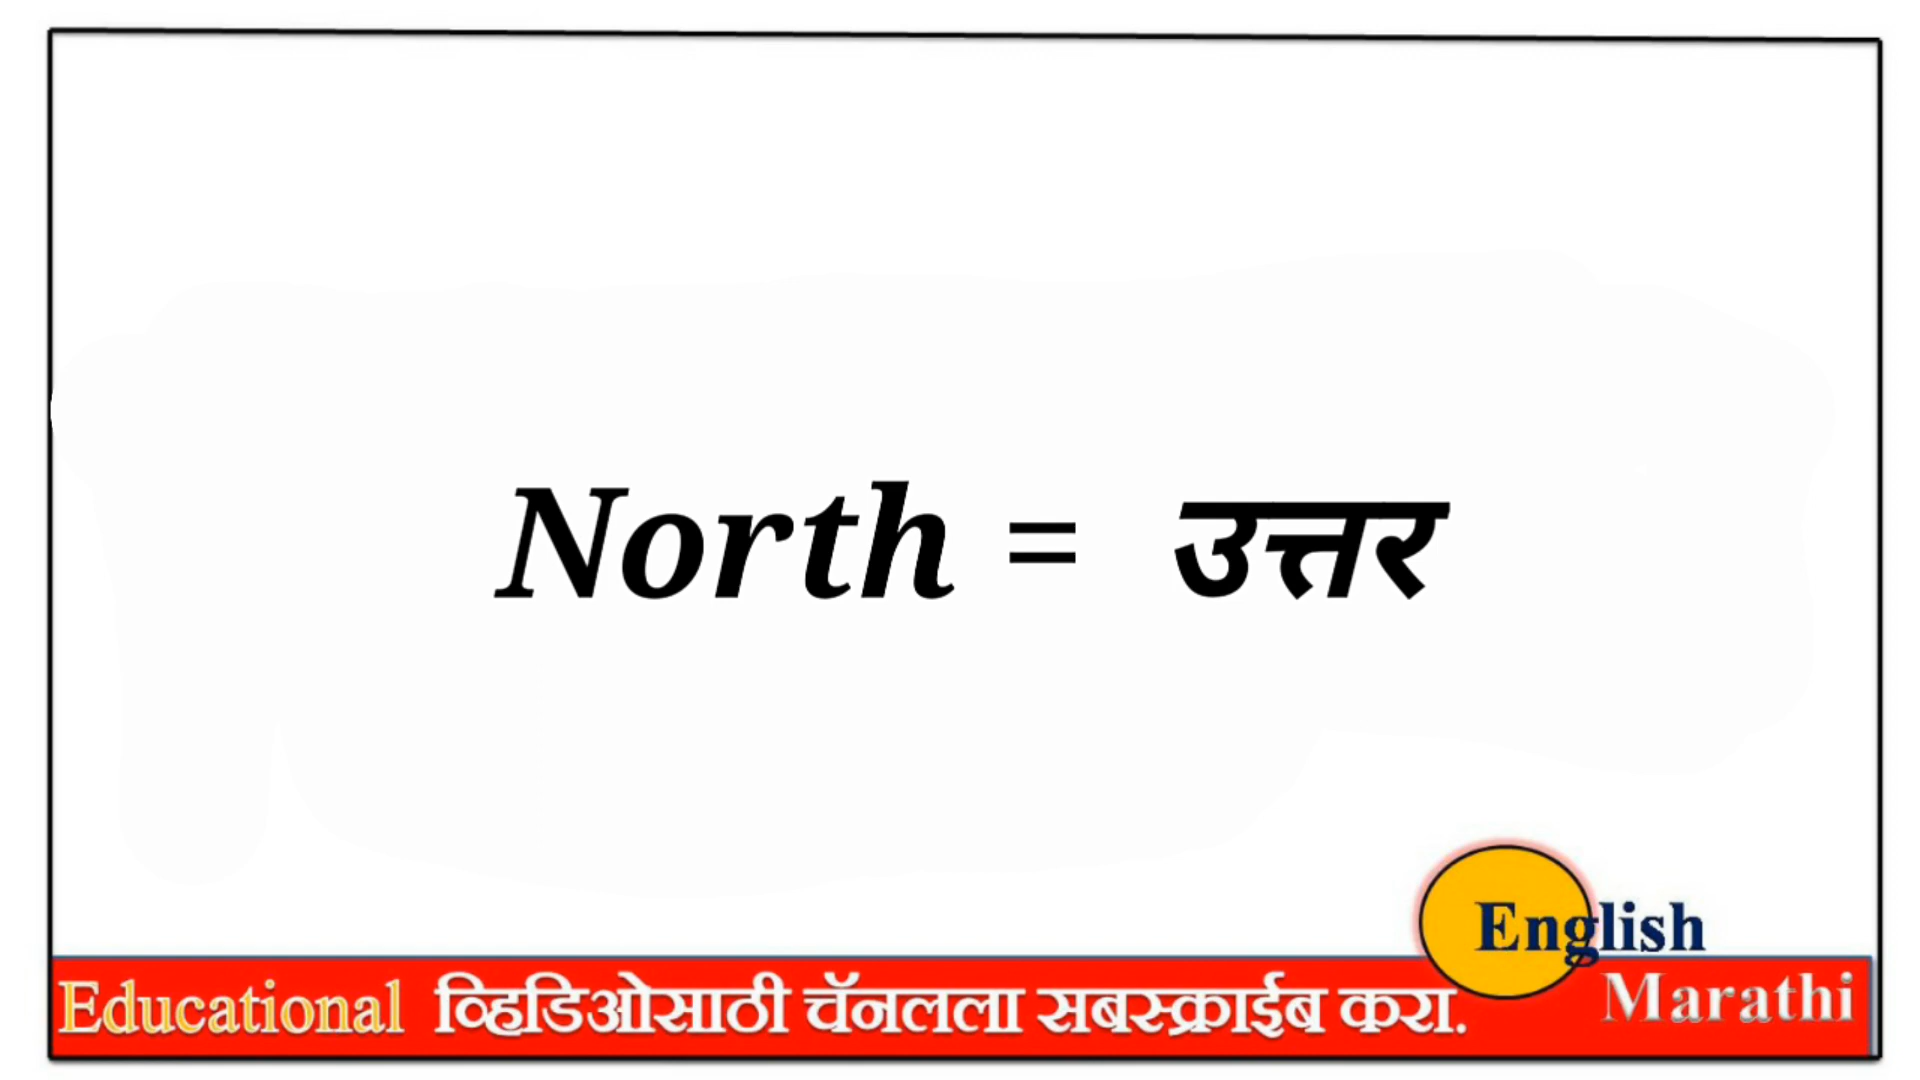 North = उत्तर
English
Marathi
Educational व्हिडिओसाठी चॅनलला सबस्क्राईब करा.